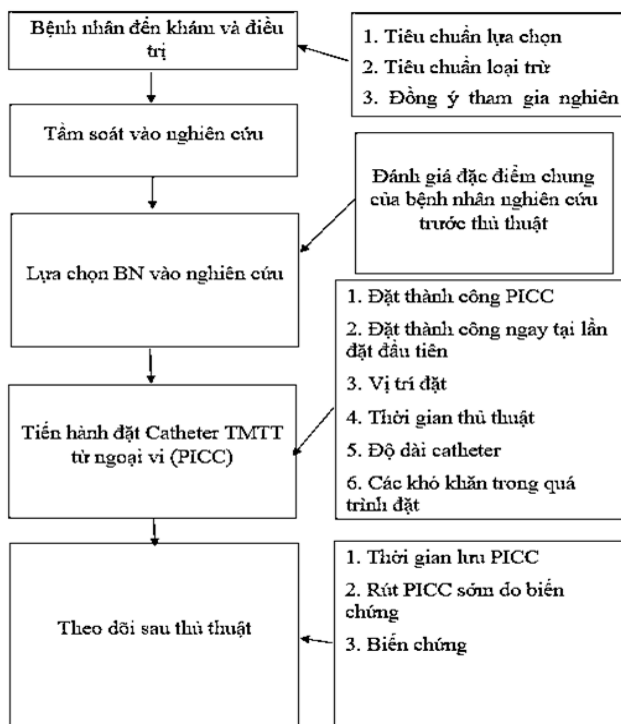 Bệnh nhân đến khám và điều
trị
1. Tiêu chuẩn lựa chọn
2. Tiêu chuẩn loại trừ
3. Đồng ý tham gia nghiên
Tầm soát vào nghiên cứu
Đánh giá đặc điểm chung
của bệnh nhân nghiên cứu
trước thủ thuật
Lựa chọn BN vào nghiên cứu
1. Đặt thành công PICC
2. Đặt thành công ngay tại lần
đặt đầu tiên
3. Vị trí đặt
4. Thời gian thủ thuật
5. Độ dài catheter
6. Các khó khăn trong quá
trình đặt
Tiến hành đặt Catheter TMTT
từ ngoại vi (PICC)
1. Thời gian lưu PICC
2. Rút PICC sớm do biến
chứng
3. Biến chứng
Theo dõi sau thủ thuật